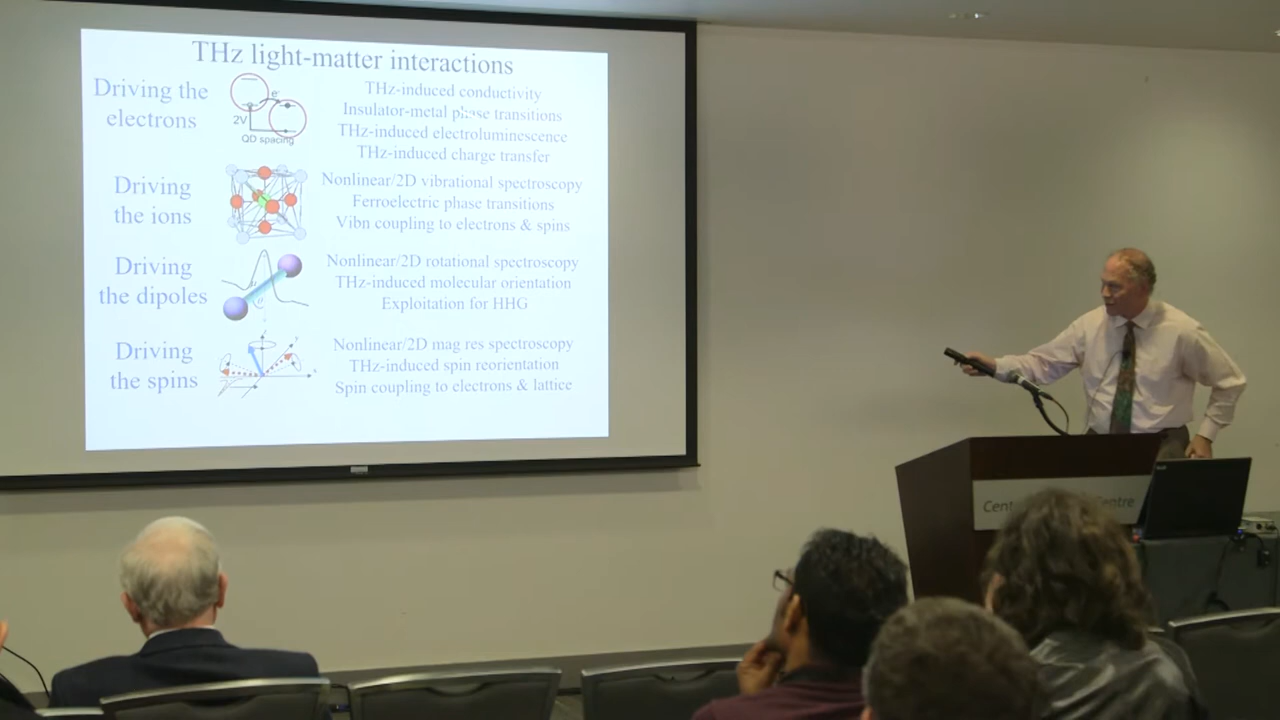 THz light-matter interactions
Driving the
electrons
e⁻
2V
QD spacing
THz-induced conductivity
Insulator-metal phase transitions
THz-induced electroluminescence
THz-induced charge transfer
Driving
the ions
Nonlinear/2D vibrational spectroscopy
Ferroelectric phase transitions
Vibn coupling to electrons & spins
Driving
the dipoles
Nonlinear/2D rotational spectroscopy
THz-induced molecular orientation
Exploitation for HHG
Driving
the spins
Nonlinear/2D mag res spectroscopy
THz-induced spin reorientation
Spin coupling to electrons & lattice